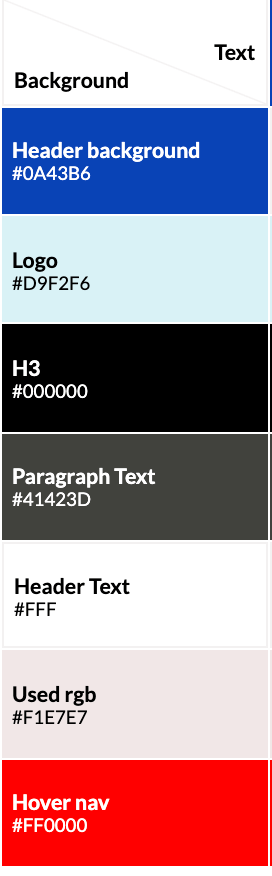 Text
Background
Header background
#0A43B6
Logo
#D9F2F6
H3
#000000
Paragraph Text
#41423D
Header Text
#FFF
Used rgb
#F1E7E7
Hover nav
#FF0000